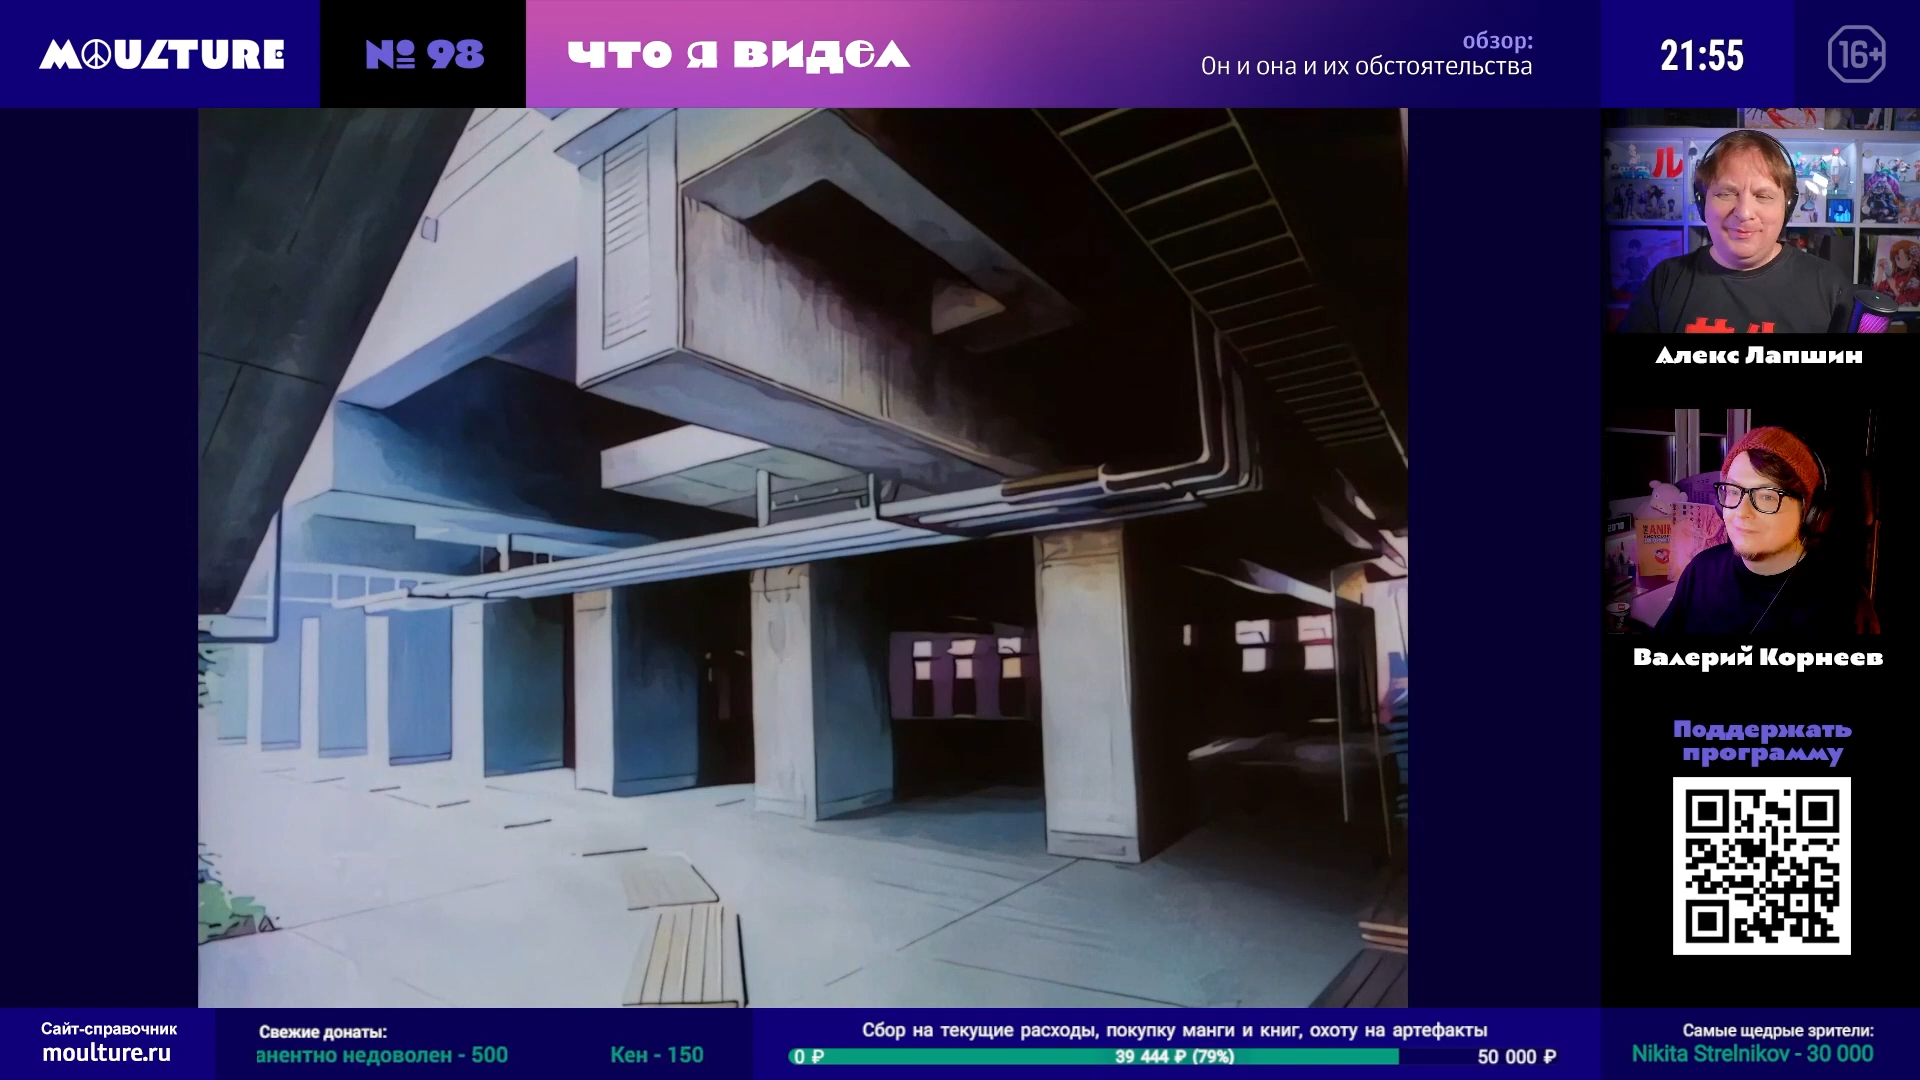 MOULTURE
№ 98
что я видел
обзор:
Он и она и их обстоятельства
21:55
16+
ル
Алекс Лапшин
Валерий Корнеев
Поддержать
программу
Сайт-справочник
moulture.ru
Свежие донаты:
анентно недоволен - 500
Кен - 150
Сбор на текущие расходы, покупку манги и книг, охоту на артефакты
0 ₽
39 444 ₽ (79%)
50 000 ₽
Самые щедрые зрители:
Nikita Strelnikov - 30 000